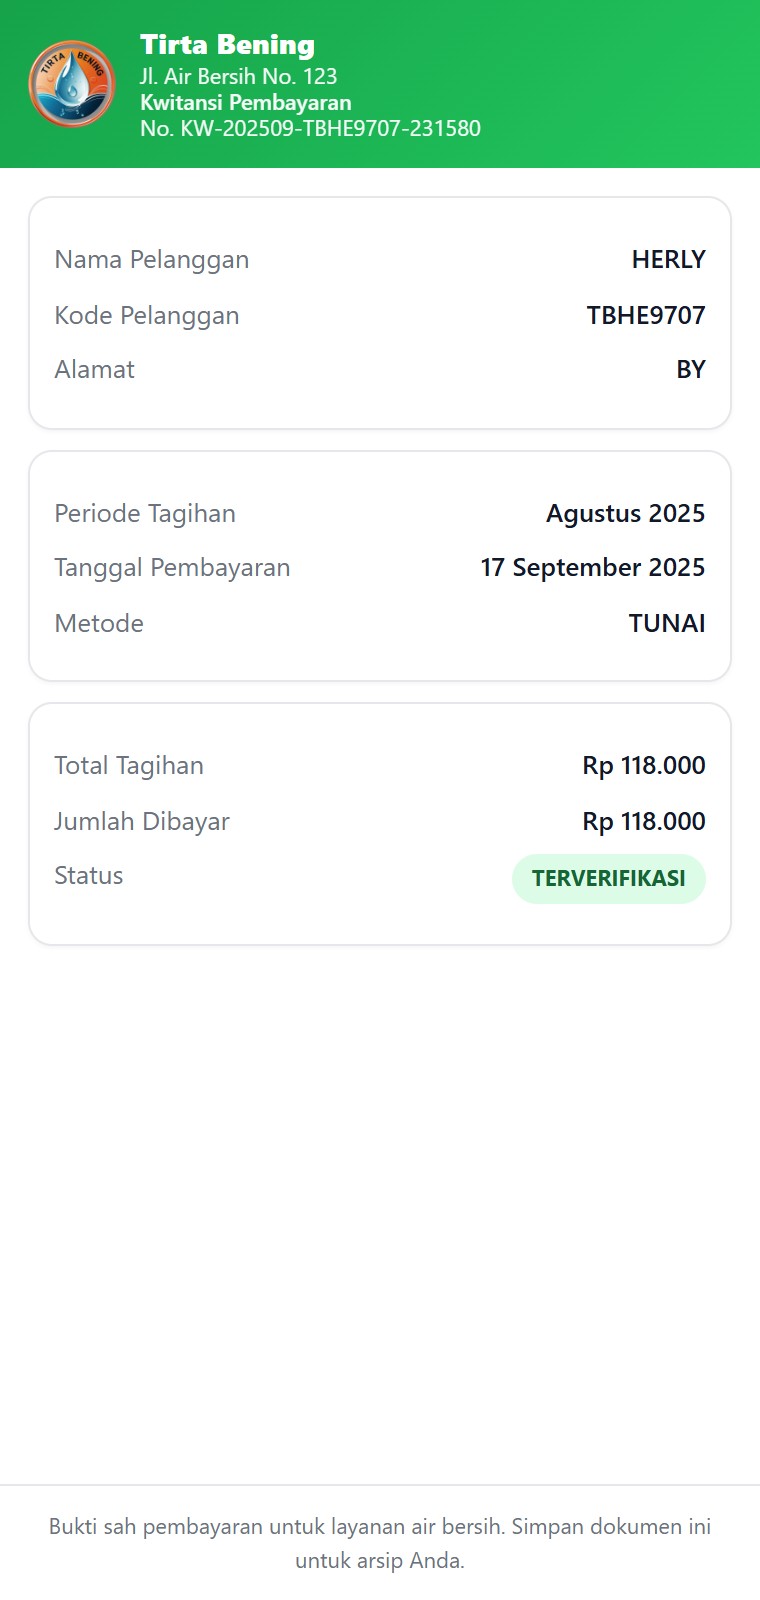 TIRTA BENING
Tirta Bening
Jl. Air Bersih No. 123
Kwitansi Pembayaran
No. KW-202509-TBHE9707-231580
Nama Pelanggan HERLY
Kode Pelanggan TBHE9707
Alamat BY
Periode Tagihan Agustus 2025
Tanggal Pembayaran 17 September 2025
Metode TUNAI
Total Tagihan Rp 118.000
Jumlah Dibayar Rp 118.000
Status TERVERIFIKASI
Bukti sah pembayaran untuk layanan air bersih. Simpan dokumen ini
untuk arsip Anda.